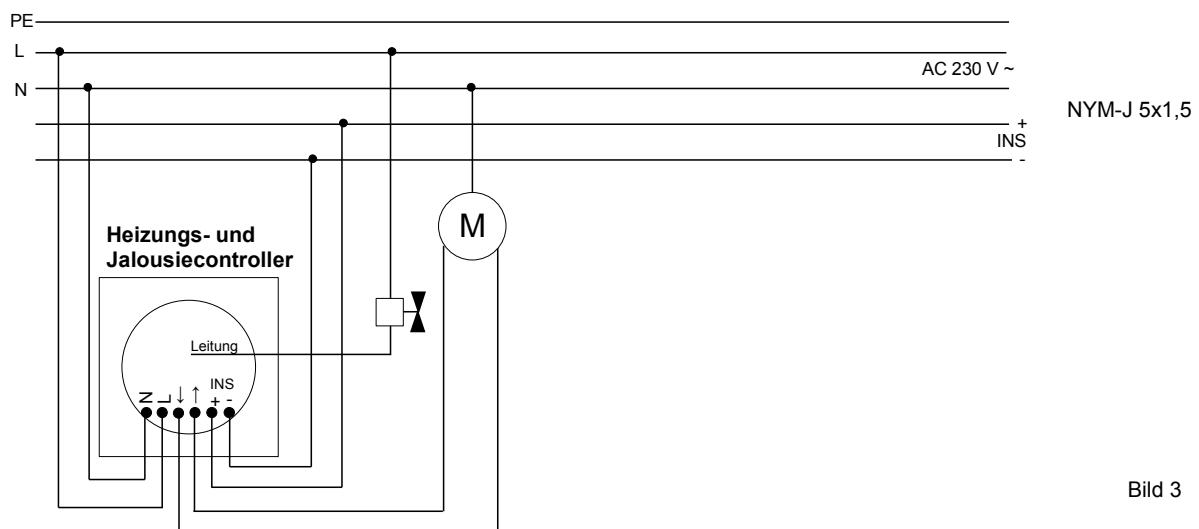 PE
L
AC 230 V ~
N
NYM-J 5x1,5
+
INS
-
M
Heizungs- und
Jalousiecontroller
Leitung
INS
N L ↓ ↑ + -
Bild 3